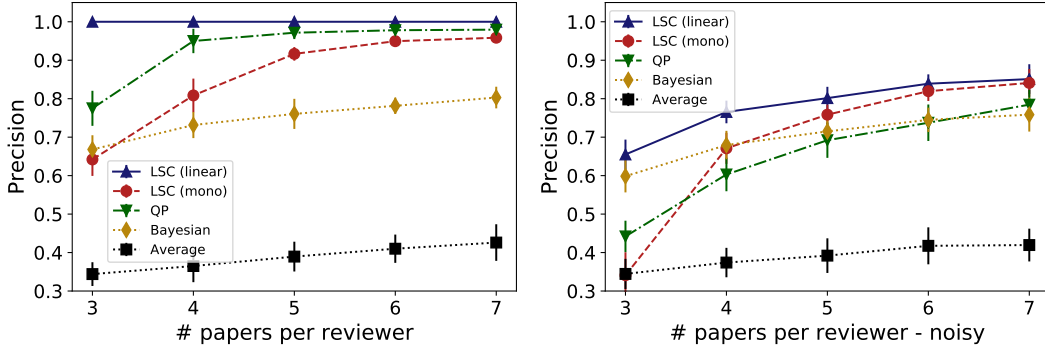 1.0
0.9
0.8
0.7
0.6
0.5
0.4
0.3
Precision
LSC (linear)
LSC (mono)
QP
Bayesian
Average
3 4 5 6 7
# papers per reviewer
1.0
0.9
0.8
0.7
0.6
0.5
0.4
0.3
Precision
LSC (linear)
LSC (mono)
QP
Bayesian
Average
3 4 5 6 7
# papers per reviewer - noisy